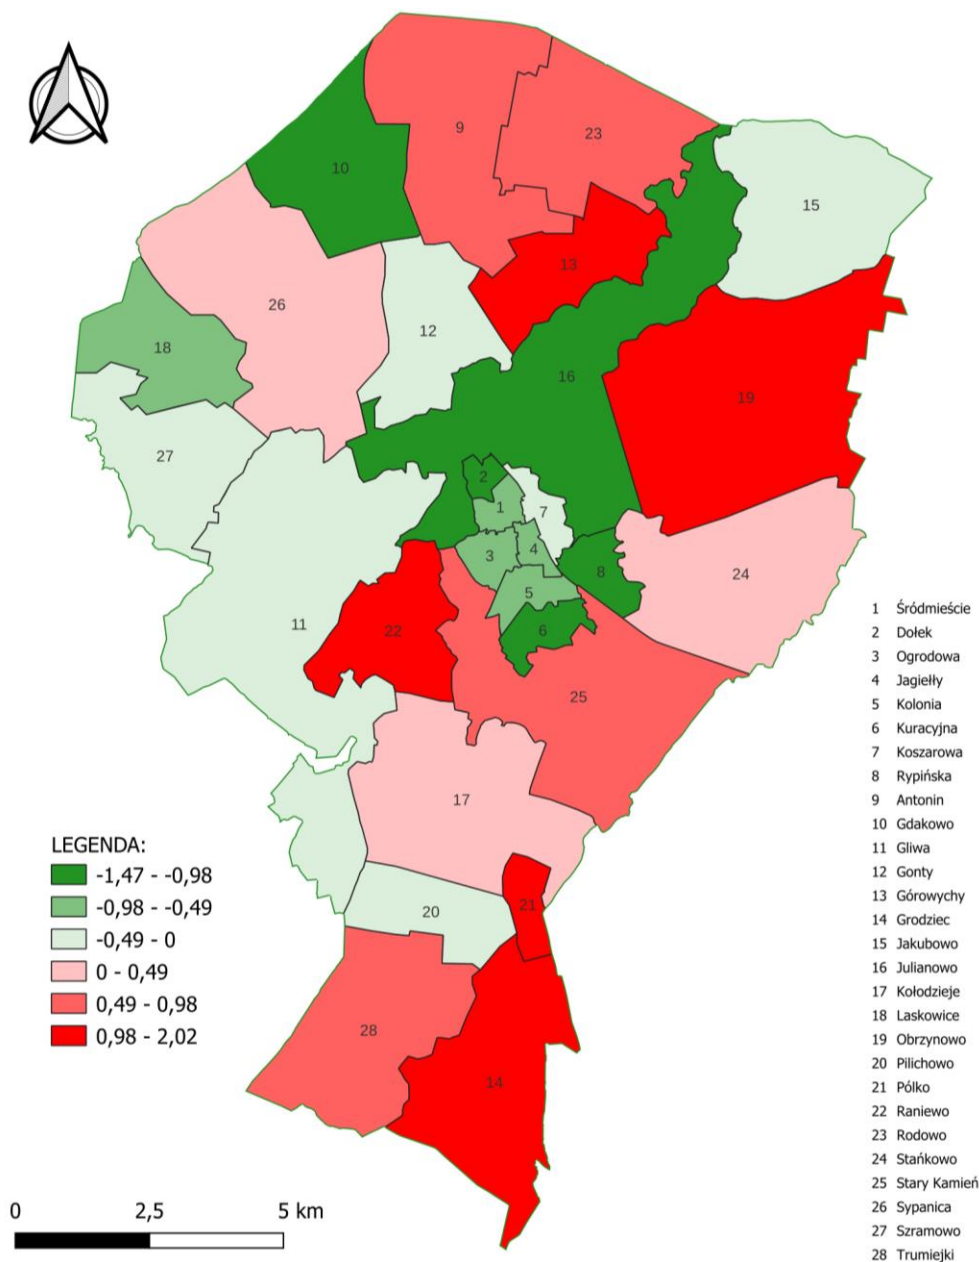 9
23
10
15
13
26
12
18
16
19
27
2
1
7
3
4
8
24
5
11
22
6
25
17
20
21
28
14
LEGENDA:
-1,47 - -0,98
-0,98 - -0,49
-0,49 - 0
0 - 0,49
0,49 - 0,98
0,98 - 2,02
0 2,5 5 km
1 Śródmieście
2 Dołek
3 Ogrodowa
4 Jagiełły
5 Kolonia
6 Kuracyjna
7 Koszarowa
8 Rypińska
9 Antonin
10 Gdakowo
11 Gliwa
12 Gonty
13 Górowychy
14 Grodziec
15 Jakubowo
16 Julianowo
17 Kołodzieje
18 Laskowice
19 Obrzynowo
20 Pilichowo
21 Pólko
22 Raniewo
23 Rodowo
24 Stańkowo
25 Stary Kamień
26 Sypanica
27 Szramowo
28 Trumiejki